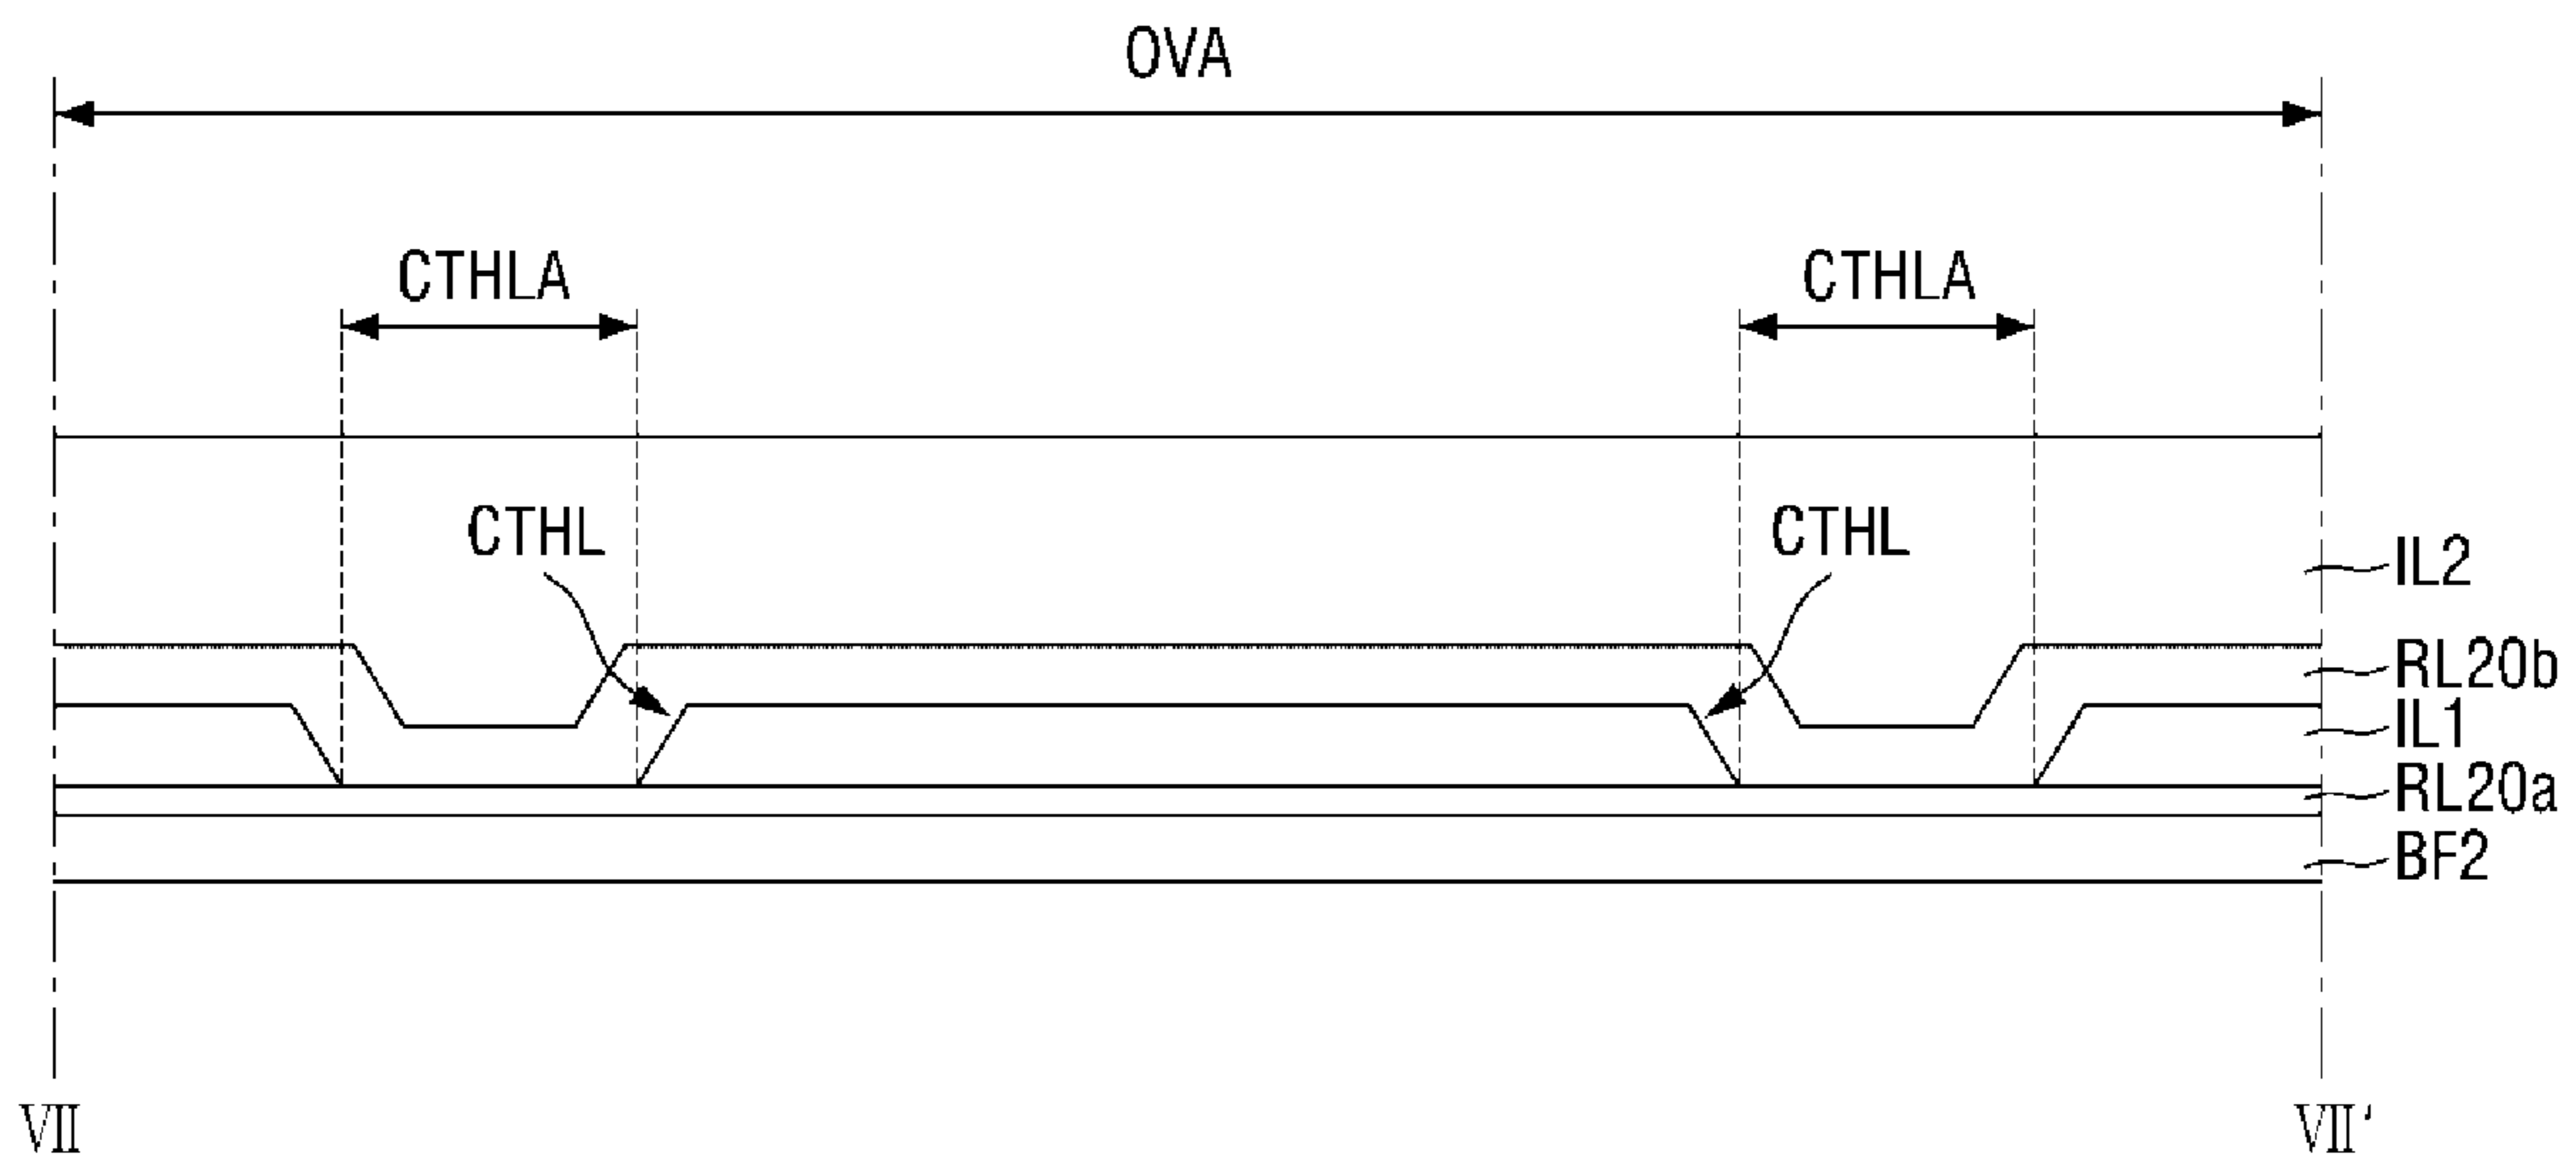 OVA
CTHLA CTHLA
CTHL CTHL
IL2
RL20b
IL1
RL20a
BF2
Ⅶ Ⅶ'